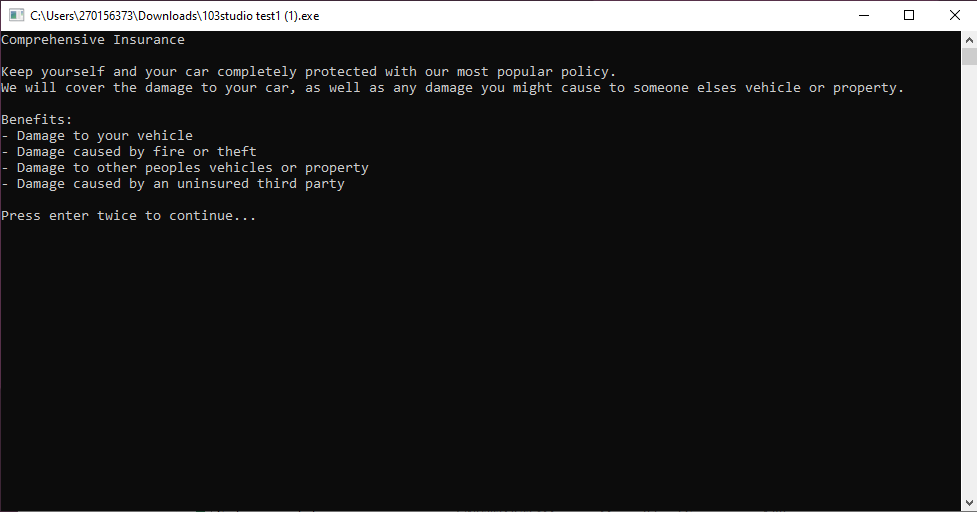 C:\Users\270156373\Downloads\103studio test1 (1).exe
Comprehensive Insurance
Keep yourself and your car completely protected with our most popular policy.
We will cover the damage to your car, as well as any damage you might cause to someone elses vehicle or property.
Benefits:
- Damage to your vehicle
- Damage caused by fire or theft
- Damage to other peoples vehicles or property
- Damage caused by an uninsured third party
Press enter twice to continue...